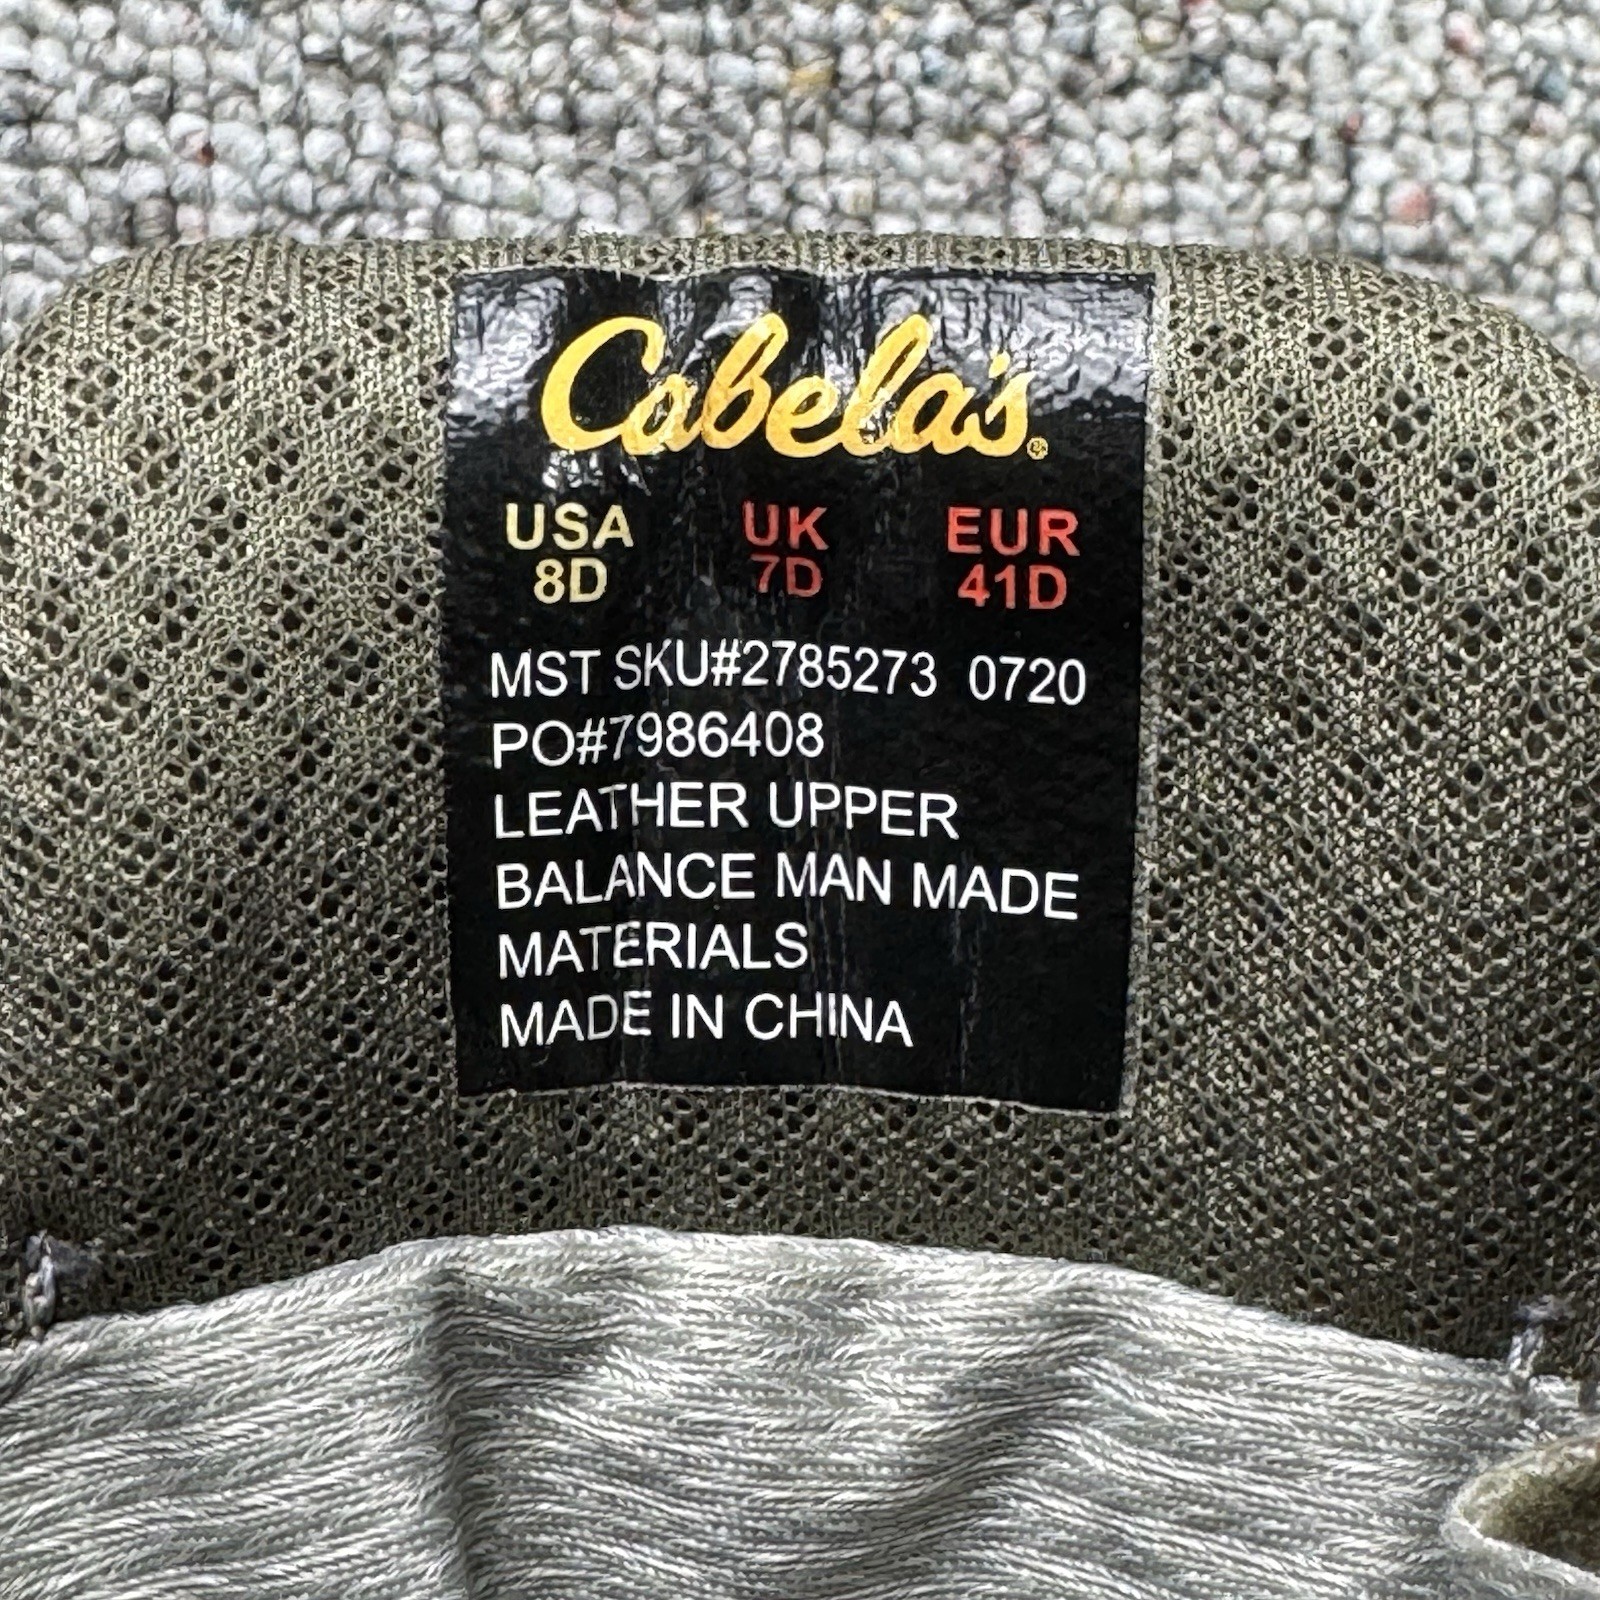 Cabela's®
USA UK EUR
8D 7D 41D
MST SKU#2785273 0720
PO#7986408
LEATHER UPPER
BALANCE MAN MADE
MATERIALS
MADE IN CHINA